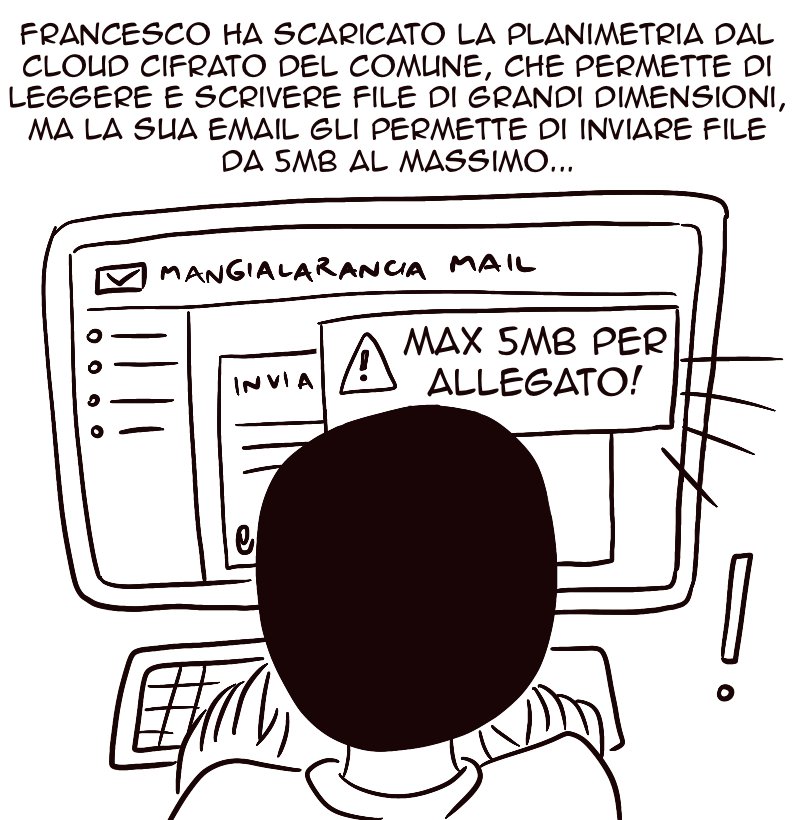 FRANCESCO HA SCARICATO LA PLANIMETRIA DAL
CLOUD CIFRATO DEL COMUNE, CHE PERMETTE DI
LEGGERE E SCRIVERE FILE DI GRANDI DIMENSIONI,
MA LA SUA EMAIL GLI PERMETTE DI INVIARE FILE
DA 5MB AL MASSIMO...
MANGIALARANCIA MAIL
! MAX 5MB PER
ALLEGATO!
INVIA
!